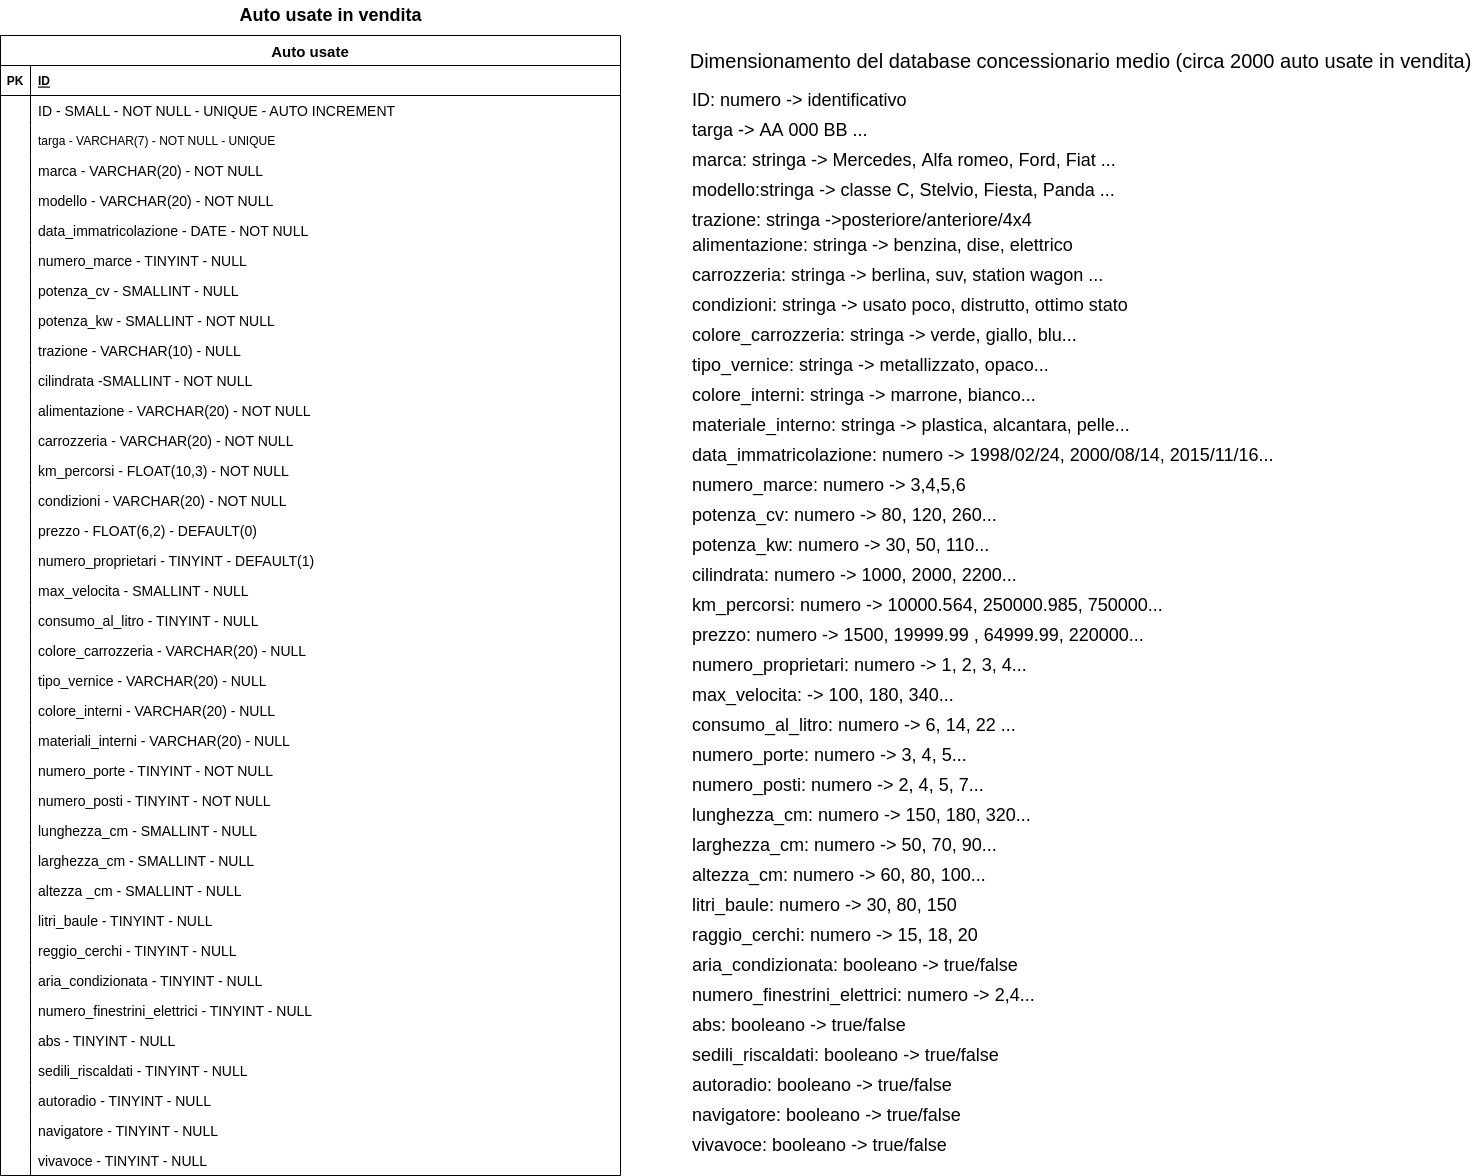 Auto usate in vendita
Auto usate
PK ID
ID - SMALL - NOT NULL - UNIQUE - AUTO INCREMENT
targa - VARCHAR(7) - NOT NULL - UNIQUE
marca - VARCHAR(20) - NOT NULL
modello - VARCHAR(20) - NOT NULL
data_immatricolazione - DATE - NOT NULL
numero_marce - TINYINT - NULL
potenza_cv - SMALLINT - NULL
potenza_kw - SMALLINT - NOT NULL
trazione - VARCHAR(10) - NULL
cilindrata -SMALLINT - NOT NULL
alimentazione - VARCHAR(20) - NOT NULL
carrozzeria - VARCHAR(20) - NOT NULL
km_percorsi - FLOAT(10,3) - NOT NULL
condizioni - VARCHAR(20) - NOT NULL
prezzo - FLOAT(6,2) - DEFAULT(0)
numero_proprietari - TINYINT - DEFAULT(1)
max_velocita - SMALLINT - NULL
consumo_al_litro - TINYINT - NULL
colore_carrozzeria - VARCHAR(20) - NULL
tipo_vernice - VARCHAR(20) - NULL
colore_interni - VARCHAR(20) - NULL
materiali_interni - VARCHAR(20) - NULL
numero_porte - TINYINT - NOT NULL
numero_posti - TINYINT - NOT NULL
lunghezza_cm - SMALLINT - NULL
larghezza_cm - SMALLINT - NULL
altezza _cm - SMALLINT - NULL
litri_baule - TINYINT - NULL
reggio_cerchi - TINYINT - NULL
aria_condizionata - TINYINT - NULL
numero_finestrini_elettrici - TINYINT - NULL
abs - TINYINT - NULL
sedili_riscaldati - TINYINT - NULL
autoradio - TINYINT - NULL
navigatore - TINYINT - NULL
vivavoce - TINYINT - NULL
Dimensionamento del database concessionario medio (circa 2000 auto usate in vendita)
ID: numero -> identificativo
targa -> AA 000 BB ...
marca: stringa -> Mercedes, Alfa romeo, Ford, Fiat ...
modello:stringa -> classe C, Stelvio, Fiesta, Panda ...
trazione: stringa ->posteriore/anteriore/4x4
alimentazione: stringa -> benzina, dise, elettrico
carrozzeria: stringa -> berlina, suv, station wagon ...
condizioni: stringa -> usato poco, distrutto, ottimo stato
colore_carrozzeria: stringa -> verde, giallo, blu...
tipo_vernice: stringa -> metallizzato, opaco...
colore_interni: stringa -> marrone, bianco...
materiale_interno: stringa -> plastica, alcantara, pelle...
data_immatricolazione: numero -> 1998/02/24, 2000/08/14, 2015/11/16...
numero_marce: numero -> 3,4,5,6
potenza_cv: numero -> 80, 120, 260...
potenza_kw: numero -> 30, 50, 110...
cilindrata: numero -> 1000, 2000, 2200...
km_percorsi: numero -> 10000.564, 250000.985, 750000...
prezzo: numero -> 1500, 19999.99 , 64999.99, 220000...
numero_proprietari: numero -> 1, 2, 3, 4...
max_velocita: -> 100, 180, 340...
consumo_al_litro: numero -> 6, 14, 22 ...
numero_porte: numero -> 3, 4, 5...
numero_posti: numero -> 2, 4, 5, 7...
lunghezza_cm: numero -> 150, 180, 320...
larghezza_cm: numero -> 50, 70, 90...
altezza_cm: numero -> 60, 80, 100...
litri_baule: numero -> 30, 80, 150
raggio_cerchi: numero -> 15, 18, 20
aria_condizionata: booleano -> true/false
numero_finestrini_elettrici: numero -> 2,4...
abs: booleano -> true/false
sedili_riscaldati: booleano -> true/false
autoradio: booleano -> true/false
navigatore: booleano -> true/false
vivavoce: booleano -> true/false